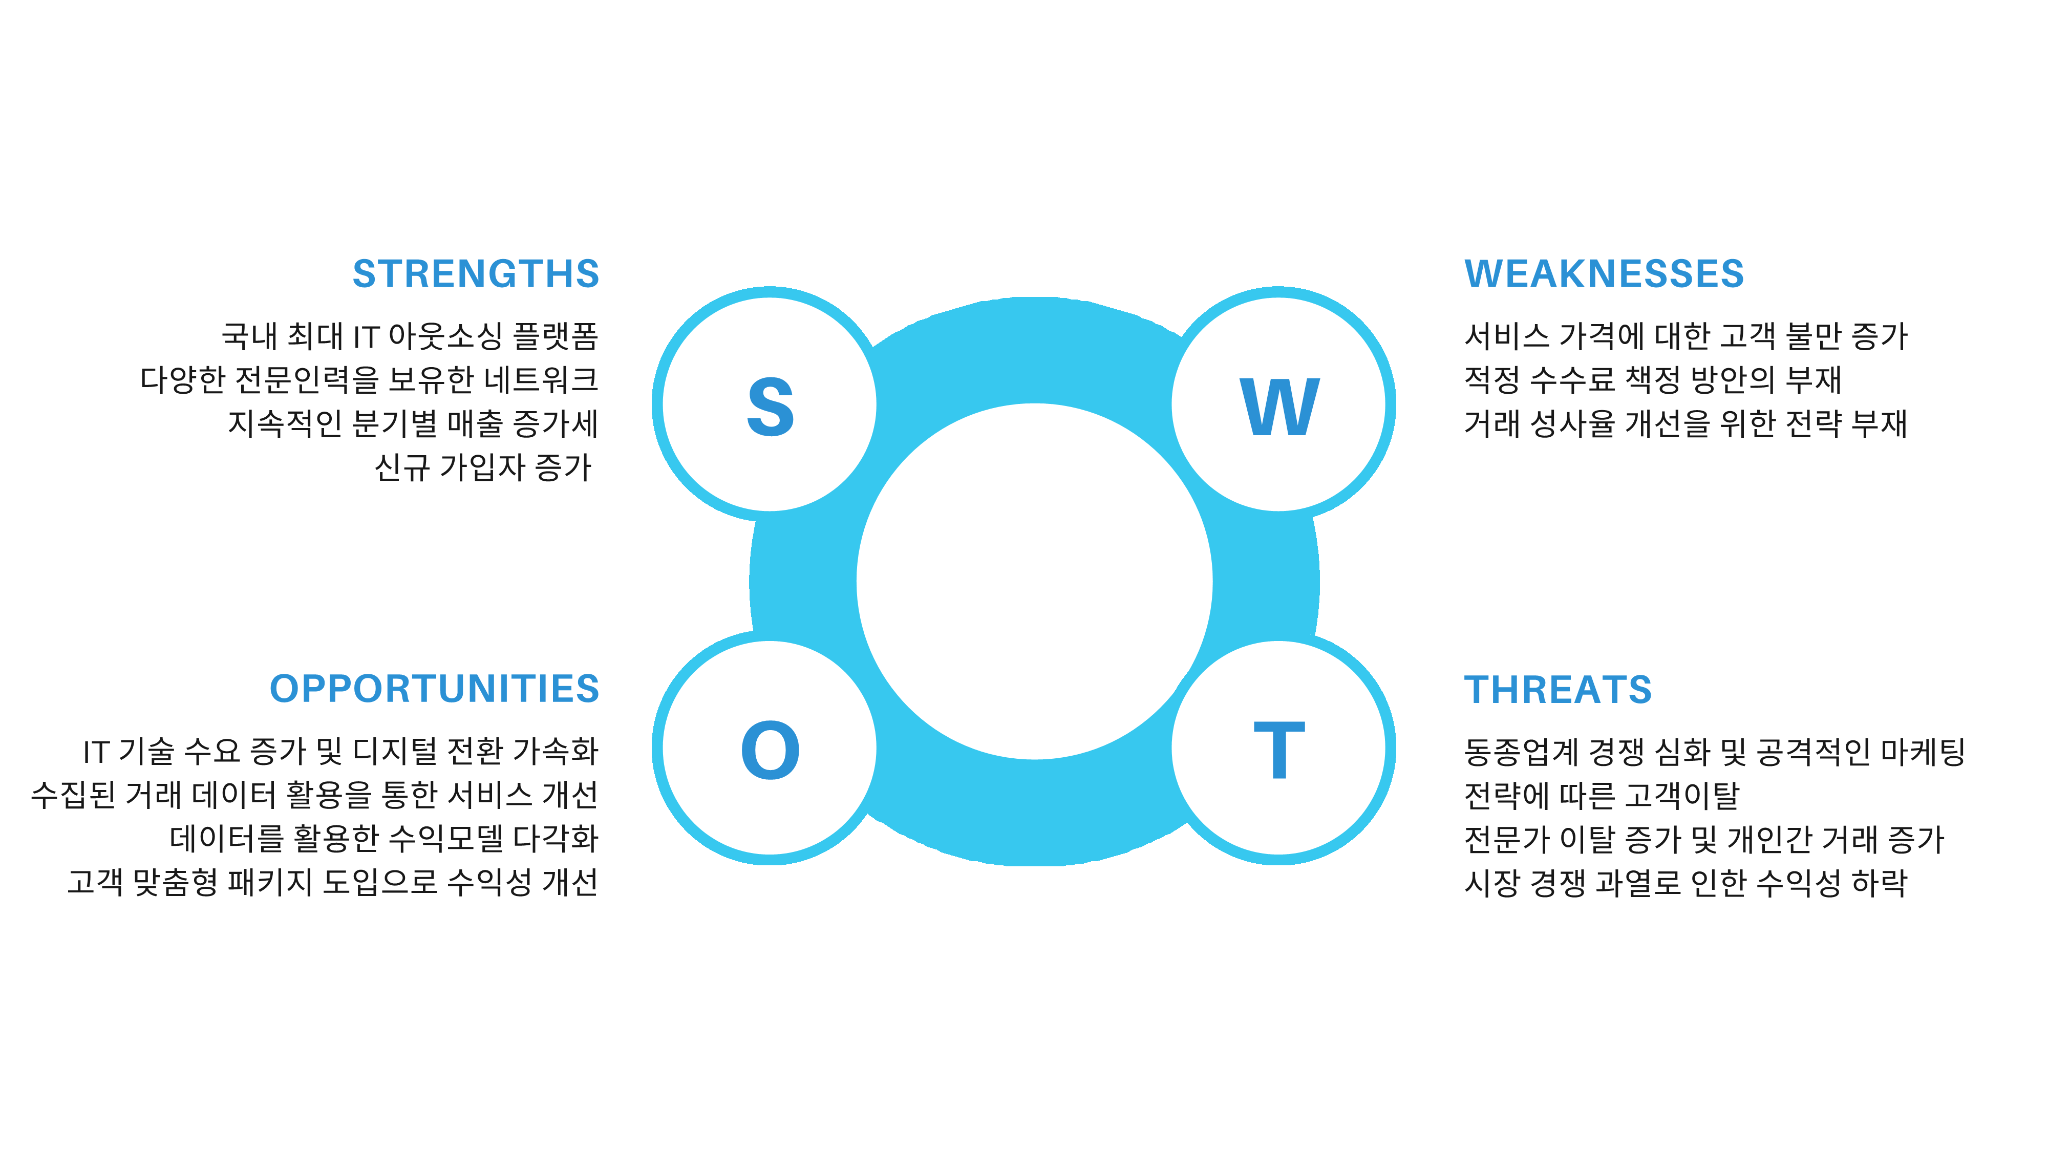 STRENGTHS
국내 최대 IT 아웃소싱 플랫폼
다양한 전문인력을 보유한 네트워크
지속적인 분기별 매출 증가세
신규 가입자 증가
S
W
WEAKNESSES
서비스 가격에 대한 고객 불만 증가
적정 수수료 책정 방안의 부재
거래 성사율 개선을 위한 전략 부재
OPPORTUNITIES
IT 기술 수요 증가 및 디지털 전환 가속화
수집된 거래 데이터 활용을 통한 서비스 개선
데이터를 활용한 수익모델 다각화
고객 맞춤형 패키지 도입으로 수익성 개선
O
T
THREATS
동종업계 경쟁 심화 및 공격적인 마케팅
전략에 따른 고객이탈
전문가 이탈 증가 및 개인간 거래 증가
시장 경쟁 과열로 인한 수익성 하락